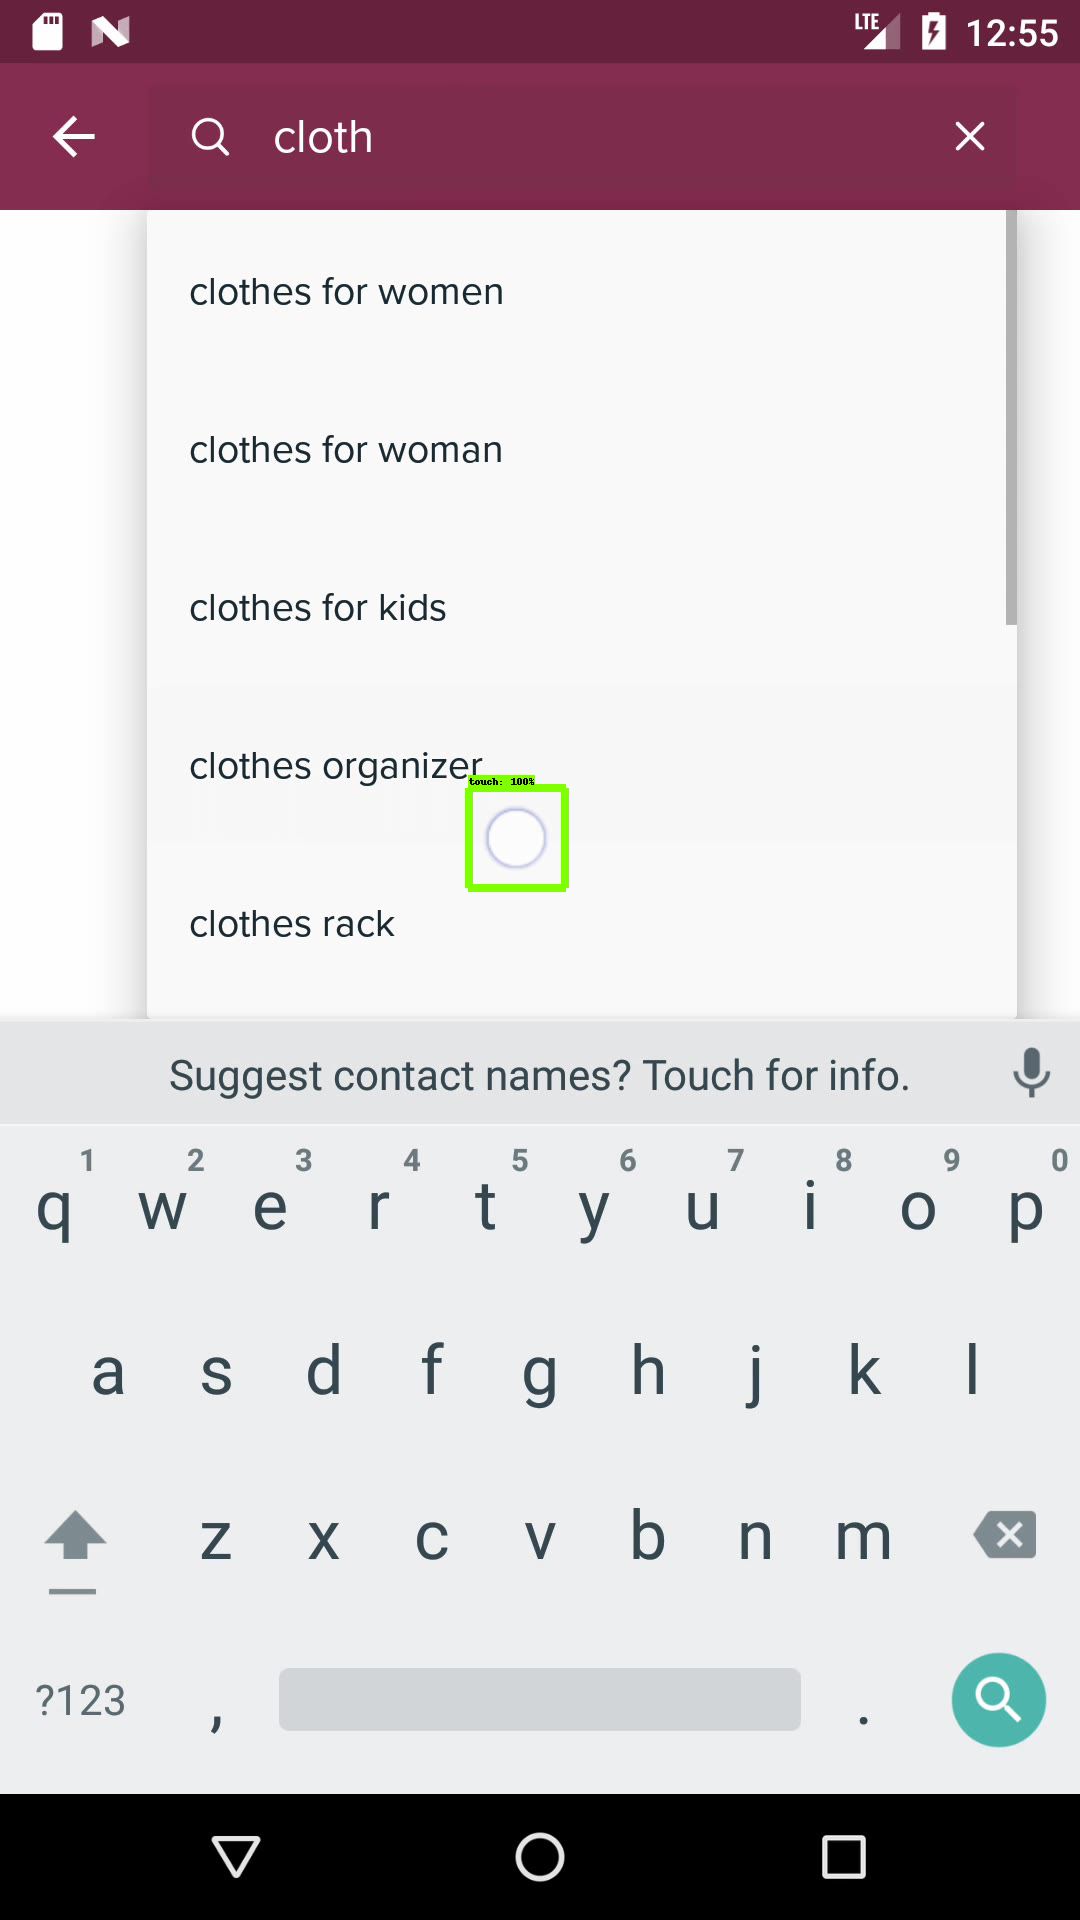 LTE 12:55
cloth
clothes for women
clothes for woman
clothes for kids
clothes organizer
touch: 100%
clothes rack
Suggest contact names? Touch for info.
1 2 3 4 5 6 7 8 9 0
q w e r t y u i o p
a s d f g h j k l
z x c v b n m
?123 , .